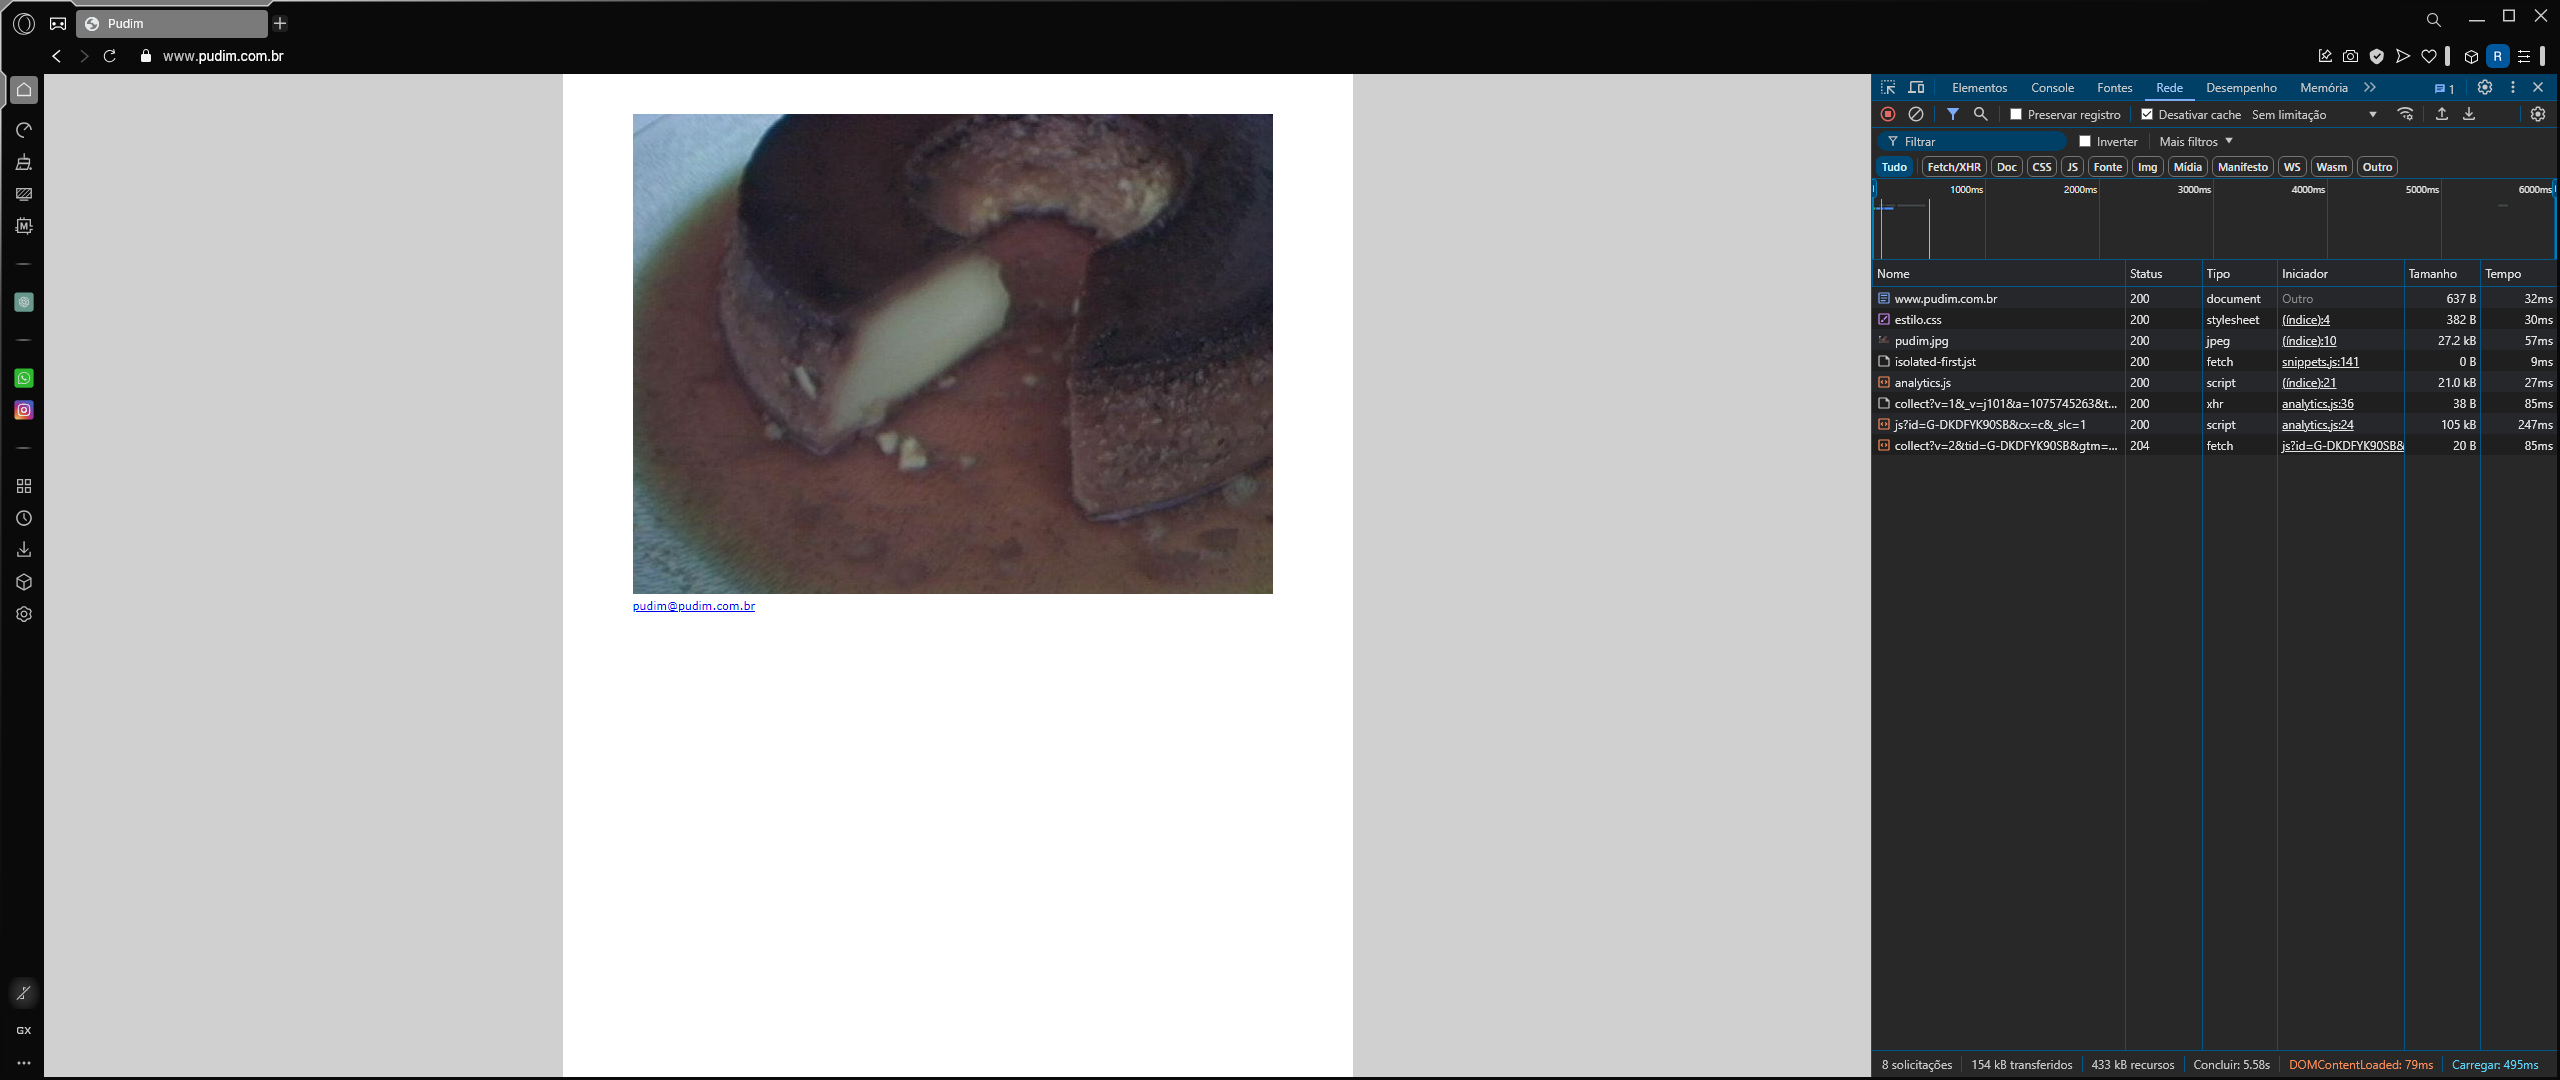 Pudim
www.pudim.com.br
pudim@pudim.com.br
GX
R
Elementos Console Fontes Rede Desempenho Memória 1
Preservar registro Desativar cache Sem limitação
Filtrar Inverter Mais filtros
Tudo Fetch/XHR Doc CSS JS Fonte Img Mídia Manifesto WS Wasm Outro
1000ms 2000ms 3000ms 4000ms 5000ms 6000ms
Nome Status Tipo Iniciador Tamanho Tempo
www.pudim.com.br 200 document Outro 637 B 32ms
estilo.css 200 stylesheet (índice):4 382 B 30ms
pudim.jpg 200 jpeg (índice):10 27.2 kB 57ms
isolated-first.jst 200 fetch snippets.js:141 0 B 9ms
analytics.js 200 script (índice):21 21.0 kB 27ms
collect?v=1&_v=j101&a=1075745263&t... 200 xhr analytics.js:36 38 B 85ms
js?id=G-DKDFYK90SB&cx=c&_slc=1 200 script analytics.js:24 105 kB 247ms
collect?v=2&tid=G-DKDFYK90SB&gtm=... 204 fetch js?id=G-DKDFYK90SB& 20 B 85ms
8 solicitações 154 kB transferidos 433 kB recursos Concluir: 5.58s DOMContentLoaded: 79ms Carregar: 495ms